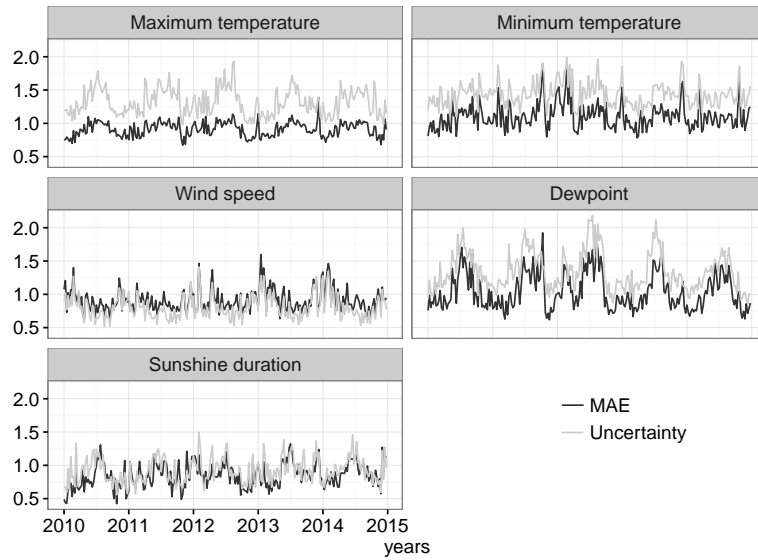 Maximum temperature Minimum temperature
2.0
1.5
1.0
0.5
Wind speed Dewpoint
2.0
1.5
1.0
0.5
Sunshine duration
2.0
1.5
1.0
0.5
MAE
Uncertainty
2010 2011 2012 2013 2014 2015
years